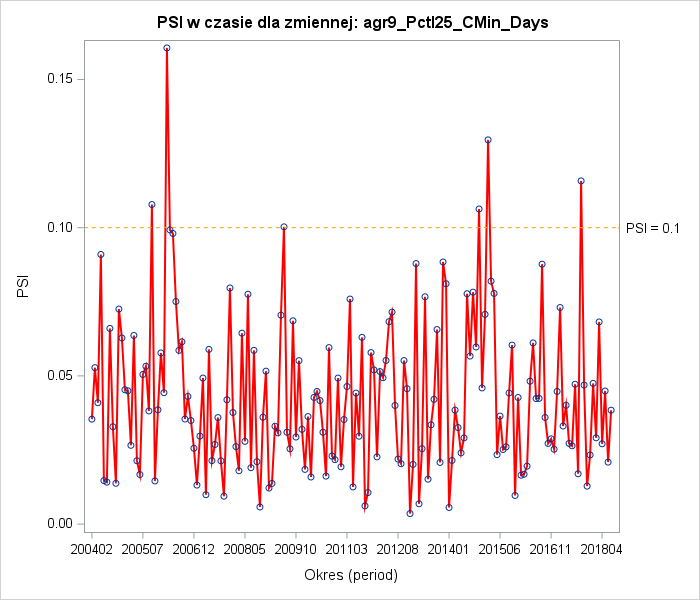 PSI w czasie dla zmiennej: agr9_Pctl25_CMin_Days
0.15
0.10
PSI = 0.1
PSI
0.05
0.00
200402 200507 200612 200805 200910 201103 201208 201401 201506 201611 201804
Okres (period)